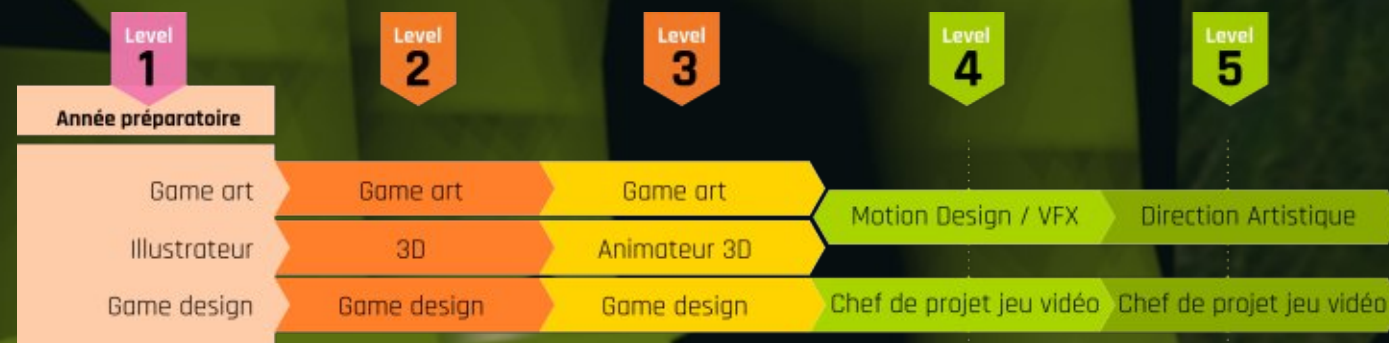 Level
1
Level
2
Level
3
Level
4
Level
5
Année préparatoire
Game art
Game art
Game art
Motion Design / VFX
Direction Artistique
Illustrateur
3D
Animateur 3D
Game design
Game design
Game design
Chef de projet jeu vidéo
Chef de projet jeu vidéo